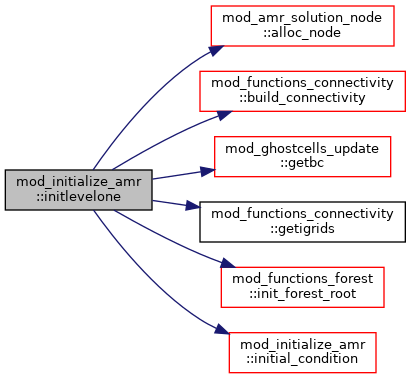 mod_amr_solution_node
::alloc_node
mod_functions_connectivity
::build_connectivity
mod_ghostcells_update
::getbc
mod_initialize_amr
::initlevelone
mod_functions_connectivity
::getigrids
mod_functions_forest
::init_forest_root
mod_initialize_amr
::initial_condition